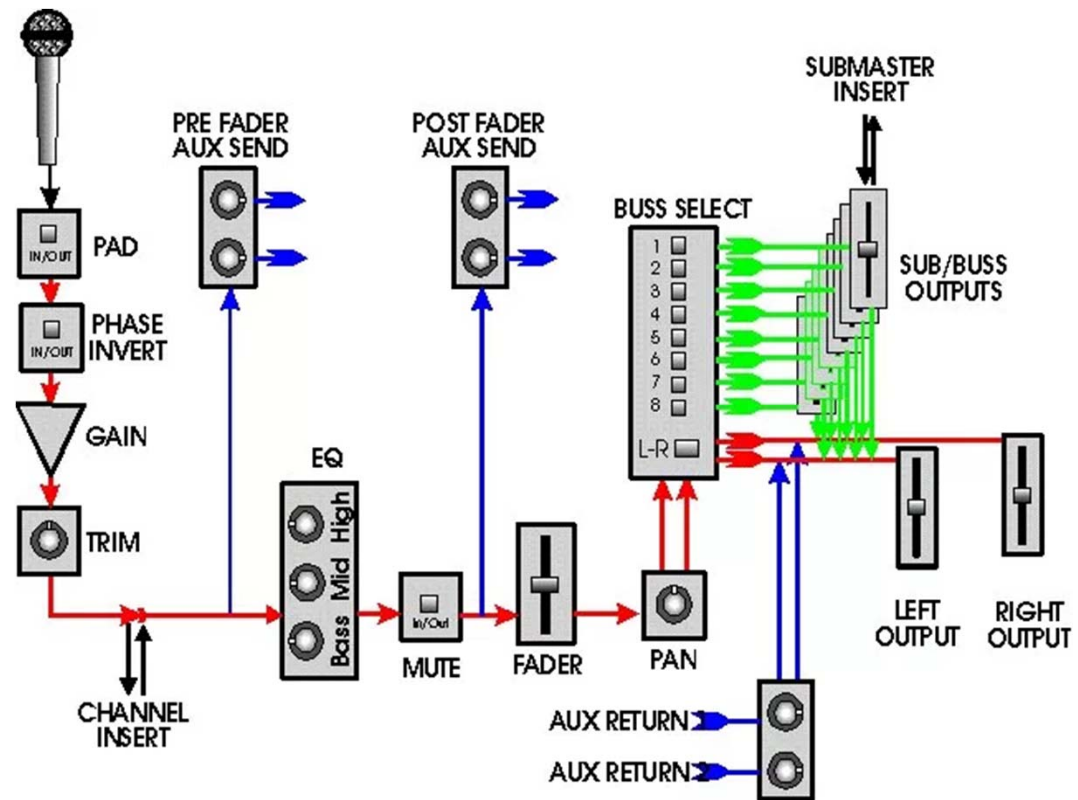 SUBMASTER
INSERT
PRE FADER
AUX SEND
POST FADER
AUX SEND
BUSS SELECT
PAD
IN/OUT
1
2
3
4
5
6
7
8
L-R
SUB/BUSS
OUTPUTS
PHASE
INVERT
IN/OUT
GAIN
EQ
High
Mid
Bass
TRIM
In/Out
MUTE
FADER
PAN
LEFT
OUTPUT
RIGHT
OUTPUT
CHANNEL
INSERT
AUX RETURN 1
AUX RETURN 2